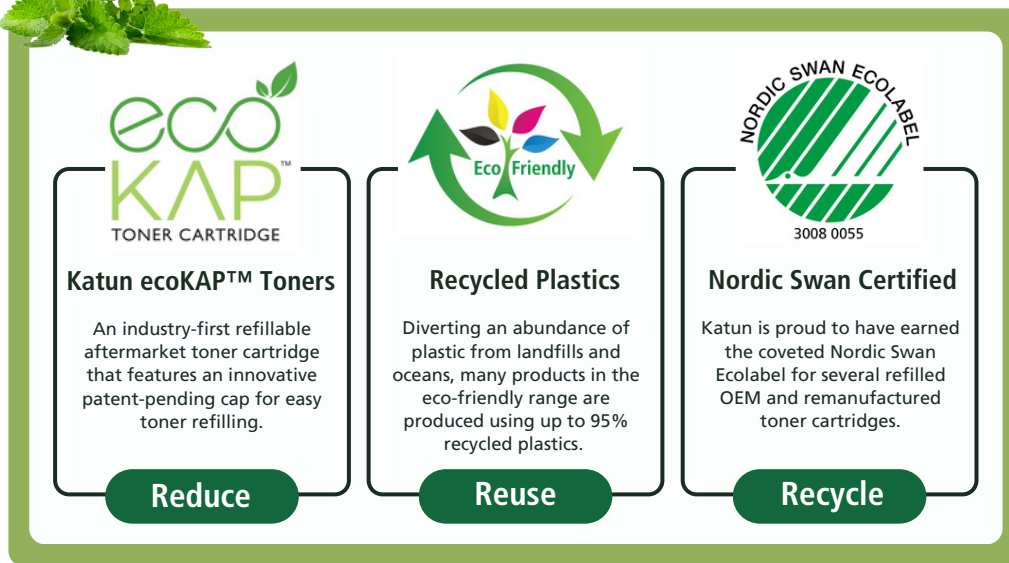 eco
KAP™
TONER CARTRIDGE
Katun ecoKAP™ Toners
An industry-first refillable
aftermarket toner cartridge
that features an innovative
patent-pending cap for easy
toner refilling.
Reduce
Eco Friendly
Recycled Plastics
Diverting an abundance of
plastic from landfills and
oceans, many products in the
eco-friendly range are
produced using up to 95%
recycled plastics.
Reuse
NORDIC SWAN ECOLABEL
3008 0055
Nordic Swan Certified
Katun is proud to have earned
the coveted Nordic Swan
Ecolabel for several refilled
OEM and remanufactured
toner cartridges.
Recycle